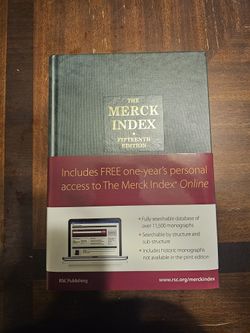 THE
MERCK
INDEX
FIFTEENTH
EDITION
Includes FREE one-year's personal
access to The Merck Index® Online
• Fully searchable database of
over 11,500 monographs
• Searchable by structure and
sub-structure
• Includes historic monographs
not available in the print edition
RSC Publishing
www.rsc.org/merckindex